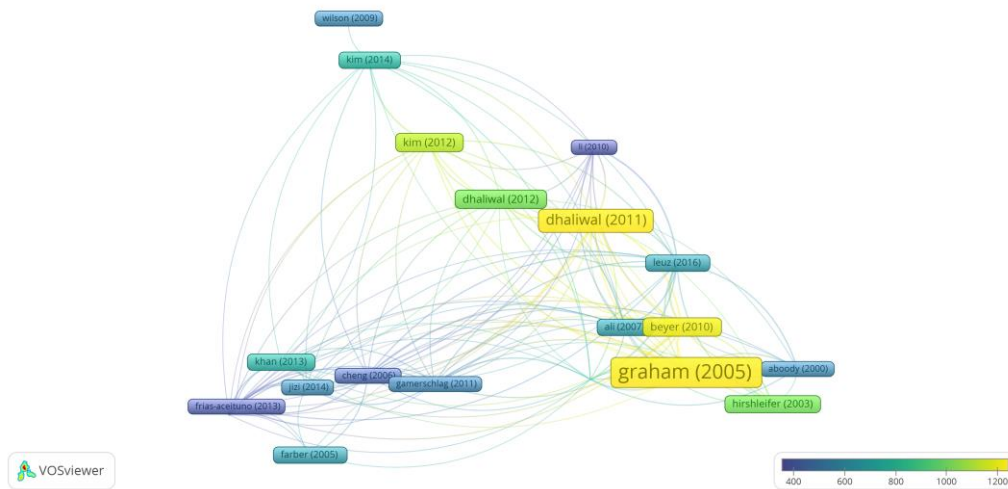 wilson (2009)
kim (2014)
kim (2012)
li (2010)
dhaliwal (2012)
dhaliwal (2011)
leuz (2016)
ali (2007
beyer (2010)
khan (2013)
graham (2005)
aboody (2000)
cheng (2006)
jizi (2014)
gamerschlag (2011)
frias-aceituno (2013)
hirshleifer (2003)
farber (2005)
VOSviewer
400 600 800 1000 1200